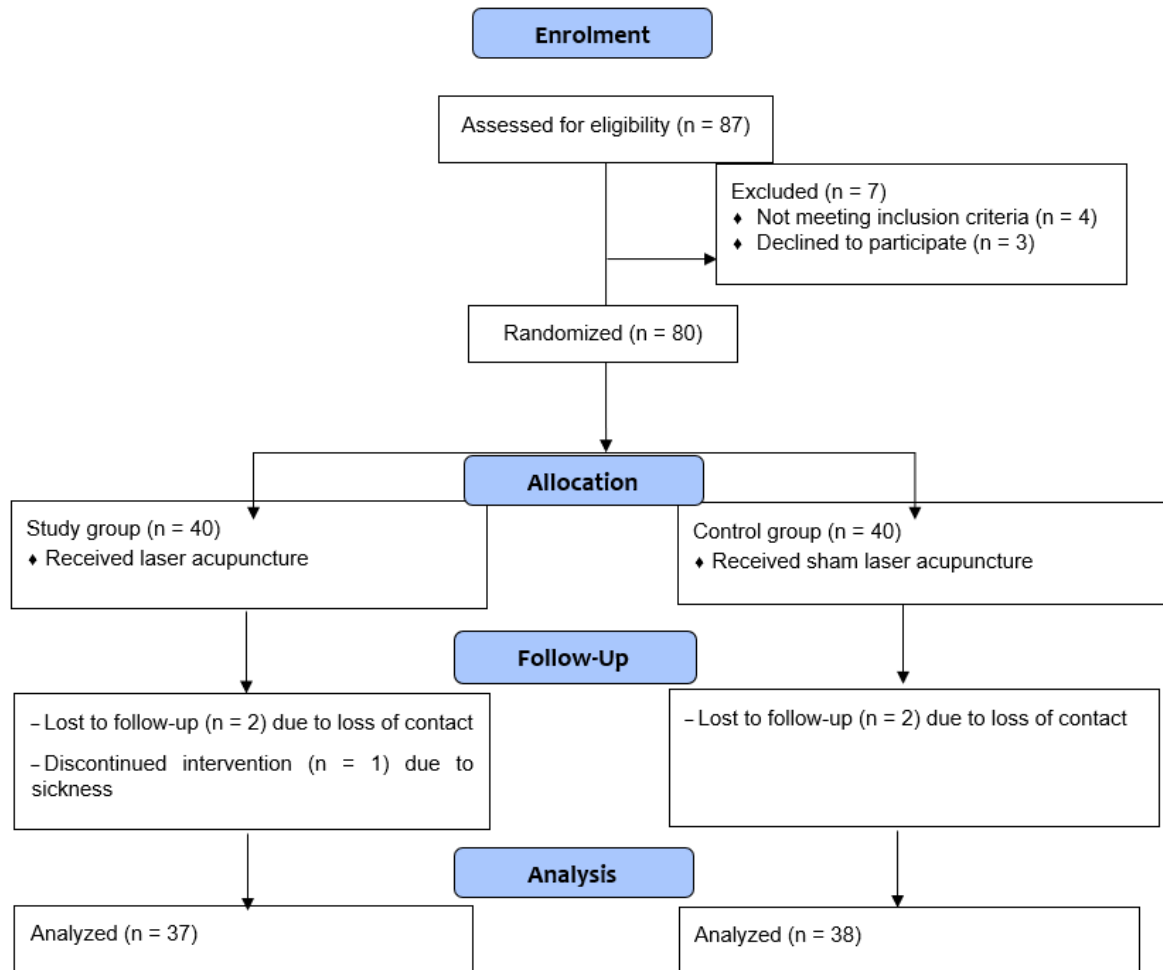 Enrolment
Assessed for eligibility (n = 87)
Excluded (n = 7)
♦ Not meeting inclusion criteria (n = 4)
♦ Declined to participate (n = 3)
Randomized (n = 80)
Allocation
Study group (n = 40)
♦ Received laser acupuncture
Control group (n = 40)
♦ Received sham laser acupuncture
Follow-Up
– Lost to follow-up (n = 2) due to loss of contact
– Discontinued intervention (n = 1) due to
sickness
– Lost to follow-up (n = 2) due to loss of contact
Analysis
Analyzed (n = 37)
Analyzed (n = 38)